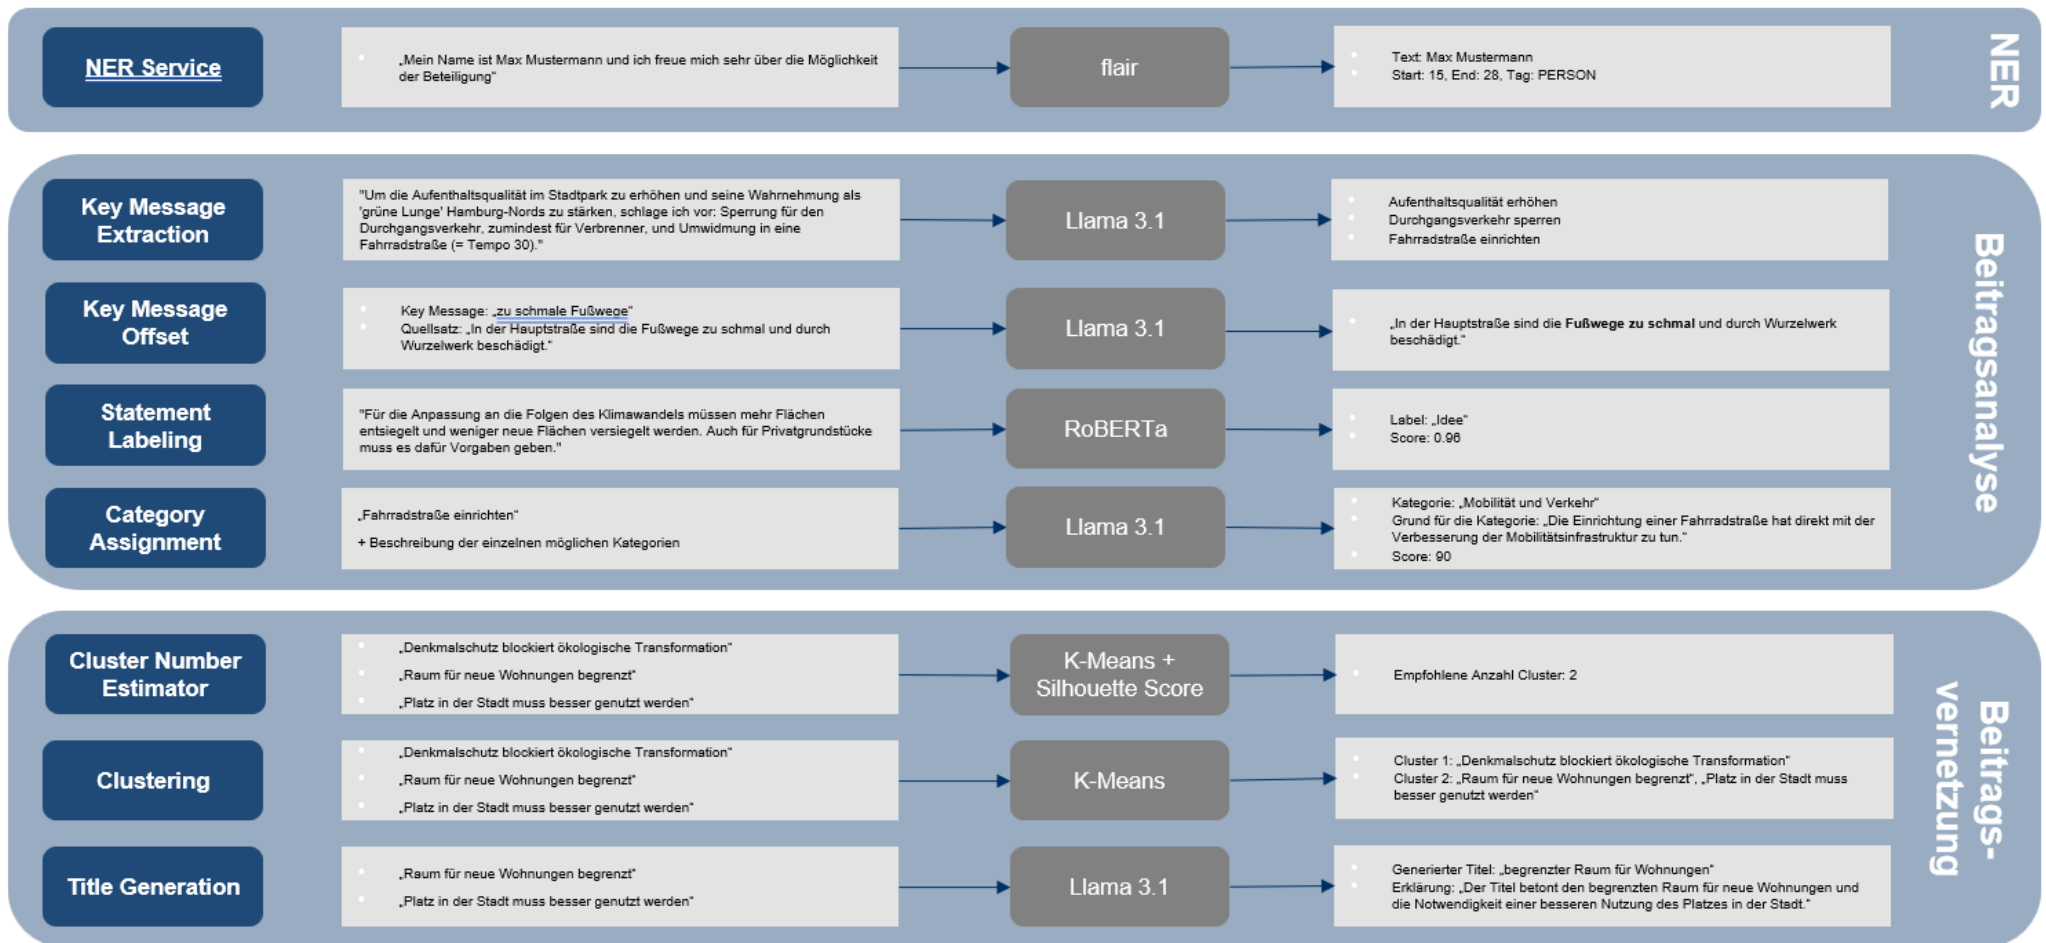 NER Service
„Mein Name ist Max Mustermann und ich freue mich sehr über die Möglichkeit
der Beteiligung“
flair
Text: Max Mustermann
Start: 15, End: 28, Tag: PERSON
NER
Key Message
Extraction
"Um die Aufenthaltsqualität im Stadtpark zu erhöhen und seine Wahrnehmung als
'grüne Lunge' Hamburg-Nords zu stärken, schlage ich vor: Sperrung für den
Durchgangsverkehr, zumindest für Verbrenner, und Umwidmung in eine
Fahrradstraße (= Tempo 30)."
Llama 3.1
Aufenthaltsqualität erhöhen
Durchgangsverkehr sperren
Fahrradstraße einrichten
Key Message
Offset
Key Message: „zu schmale Fußwege“
Quellsatz: „In der Hauptstraße sind die Fußwege zu schmal und durch
Wurzelwerk beschädigt.“
Llama 3.1
„In der Hauptstraße sind die Fußwege zu schmal und durch Wurzelwerk
beschädigt.“
Statement
Labeling
"Für die Anpassung an die Folgen des Klimawandels müssen mehr Flächen
entsiegelt und weniger neue Flächen versiegelt werden. Auch für Privatgrundstücke
muss es dafür Vorgaben geben."
RoBERTa
Label: „Idee“
Score: 0.96
Category
Assignment
„Fahrradstraße einrichten“
+ Beschreibung der einzelnen möglichen Kategorien
Llama 3.1
Kategorie: „Mobilität und Verkehr“
Grund für die Kategorie: „Die Einrichtung einer Fahrradstraße hat direkt mit der
Verbesserung der Mobilitätsinfrastruktur zu tun.“
Score: 90
Beitragsanalyse
Cluster Number
Estimator
„Denkmalschutz blockiert ökologische Transformation“
„Raum für neue Wohnungen begrenzt“
„Platz in der Stadt muss besser genutzt werden“
K-Means +
Silhouette Score
Empfohlene Anzahl Cluster: 2
Clustering
„Denkmalschutz blockiert ökologische Transformation“
„Raum für neue Wohnungen begrenzt“
„Platz in der Stadt muss besser genutzt werden“
K-Means
Cluster 1: „Denkmalschutz blockiert ökologische Transformation“
Cluster 2: „Raum für neue Wohnungen begrenzt“, „Platz in der Stadt muss
besser genutzt werden“
Title Generation
„Raum für neue Wohnungen begrenzt“
„Platz in der Stadt muss besser genutzt werden“
Llama 3.1
Generierter Titel: „begrenzter Raum für Wohnungen“
Erklärung: „Der Titel betont den begrenzten Raum für neue Wohnungen und
die Notwendigkeit einer besseren Nutzung des Platzes in der Stadt.“
Beitrags-
vernetzung